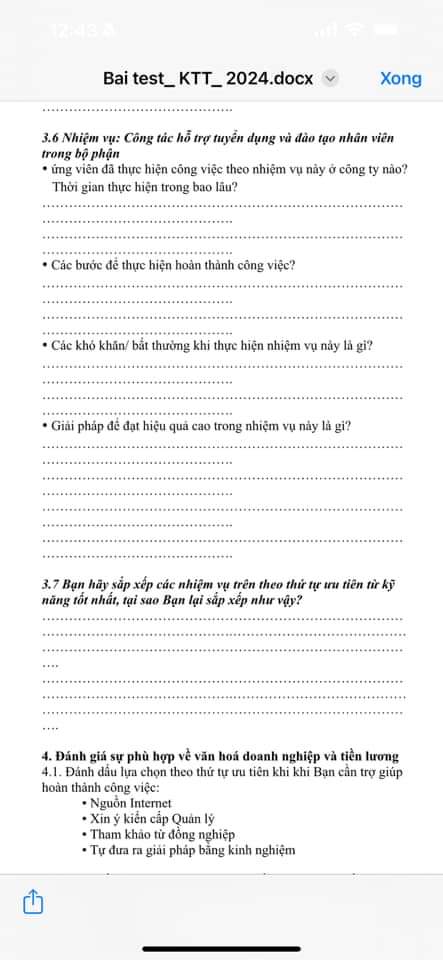 12:43
Bai test_ KTT_ 2024.docx
Xong
3.6 Nhiệm vụ: Công tác hỗ trợ tuyển dụng và đào tạo nhân viên
trong bộ phận
• ứng viên đã thực hiện công việc theo nhiệm vụ này ở công ty nào?
Thời gian thực hiện trong bao lâu?
• Các bước để thực hiện hoàn thành công việc?
• Các khó khăn/ bất thường khi thực hiện nhiệm vụ này là gì?
• Giải pháp để đạt hiệu quả cao trong nhiệm vụ này là gì?
3.7 Bạn hãy sắp xếp các nhiệm vụ trên theo thứ tự ưu tiên từ kỹ
năng tốt nhất, tại sao Bạn lại sắp xếp như vậy?
4. Đánh giá sự phù hợp về văn hoá doanh nghiệp và tiền lương
4.1. Đánh dấu lựa chọn theo thứ tự ưu tiên khi khi Bạn cần trợ giúp
hoàn thành công việc:
• Nguồn Internet
• Xin ý kiến cấp Quản lý
• Tham khảo từ đồng nghiệp
• Tự đưa ra giải pháp bằng kinh nghiệm